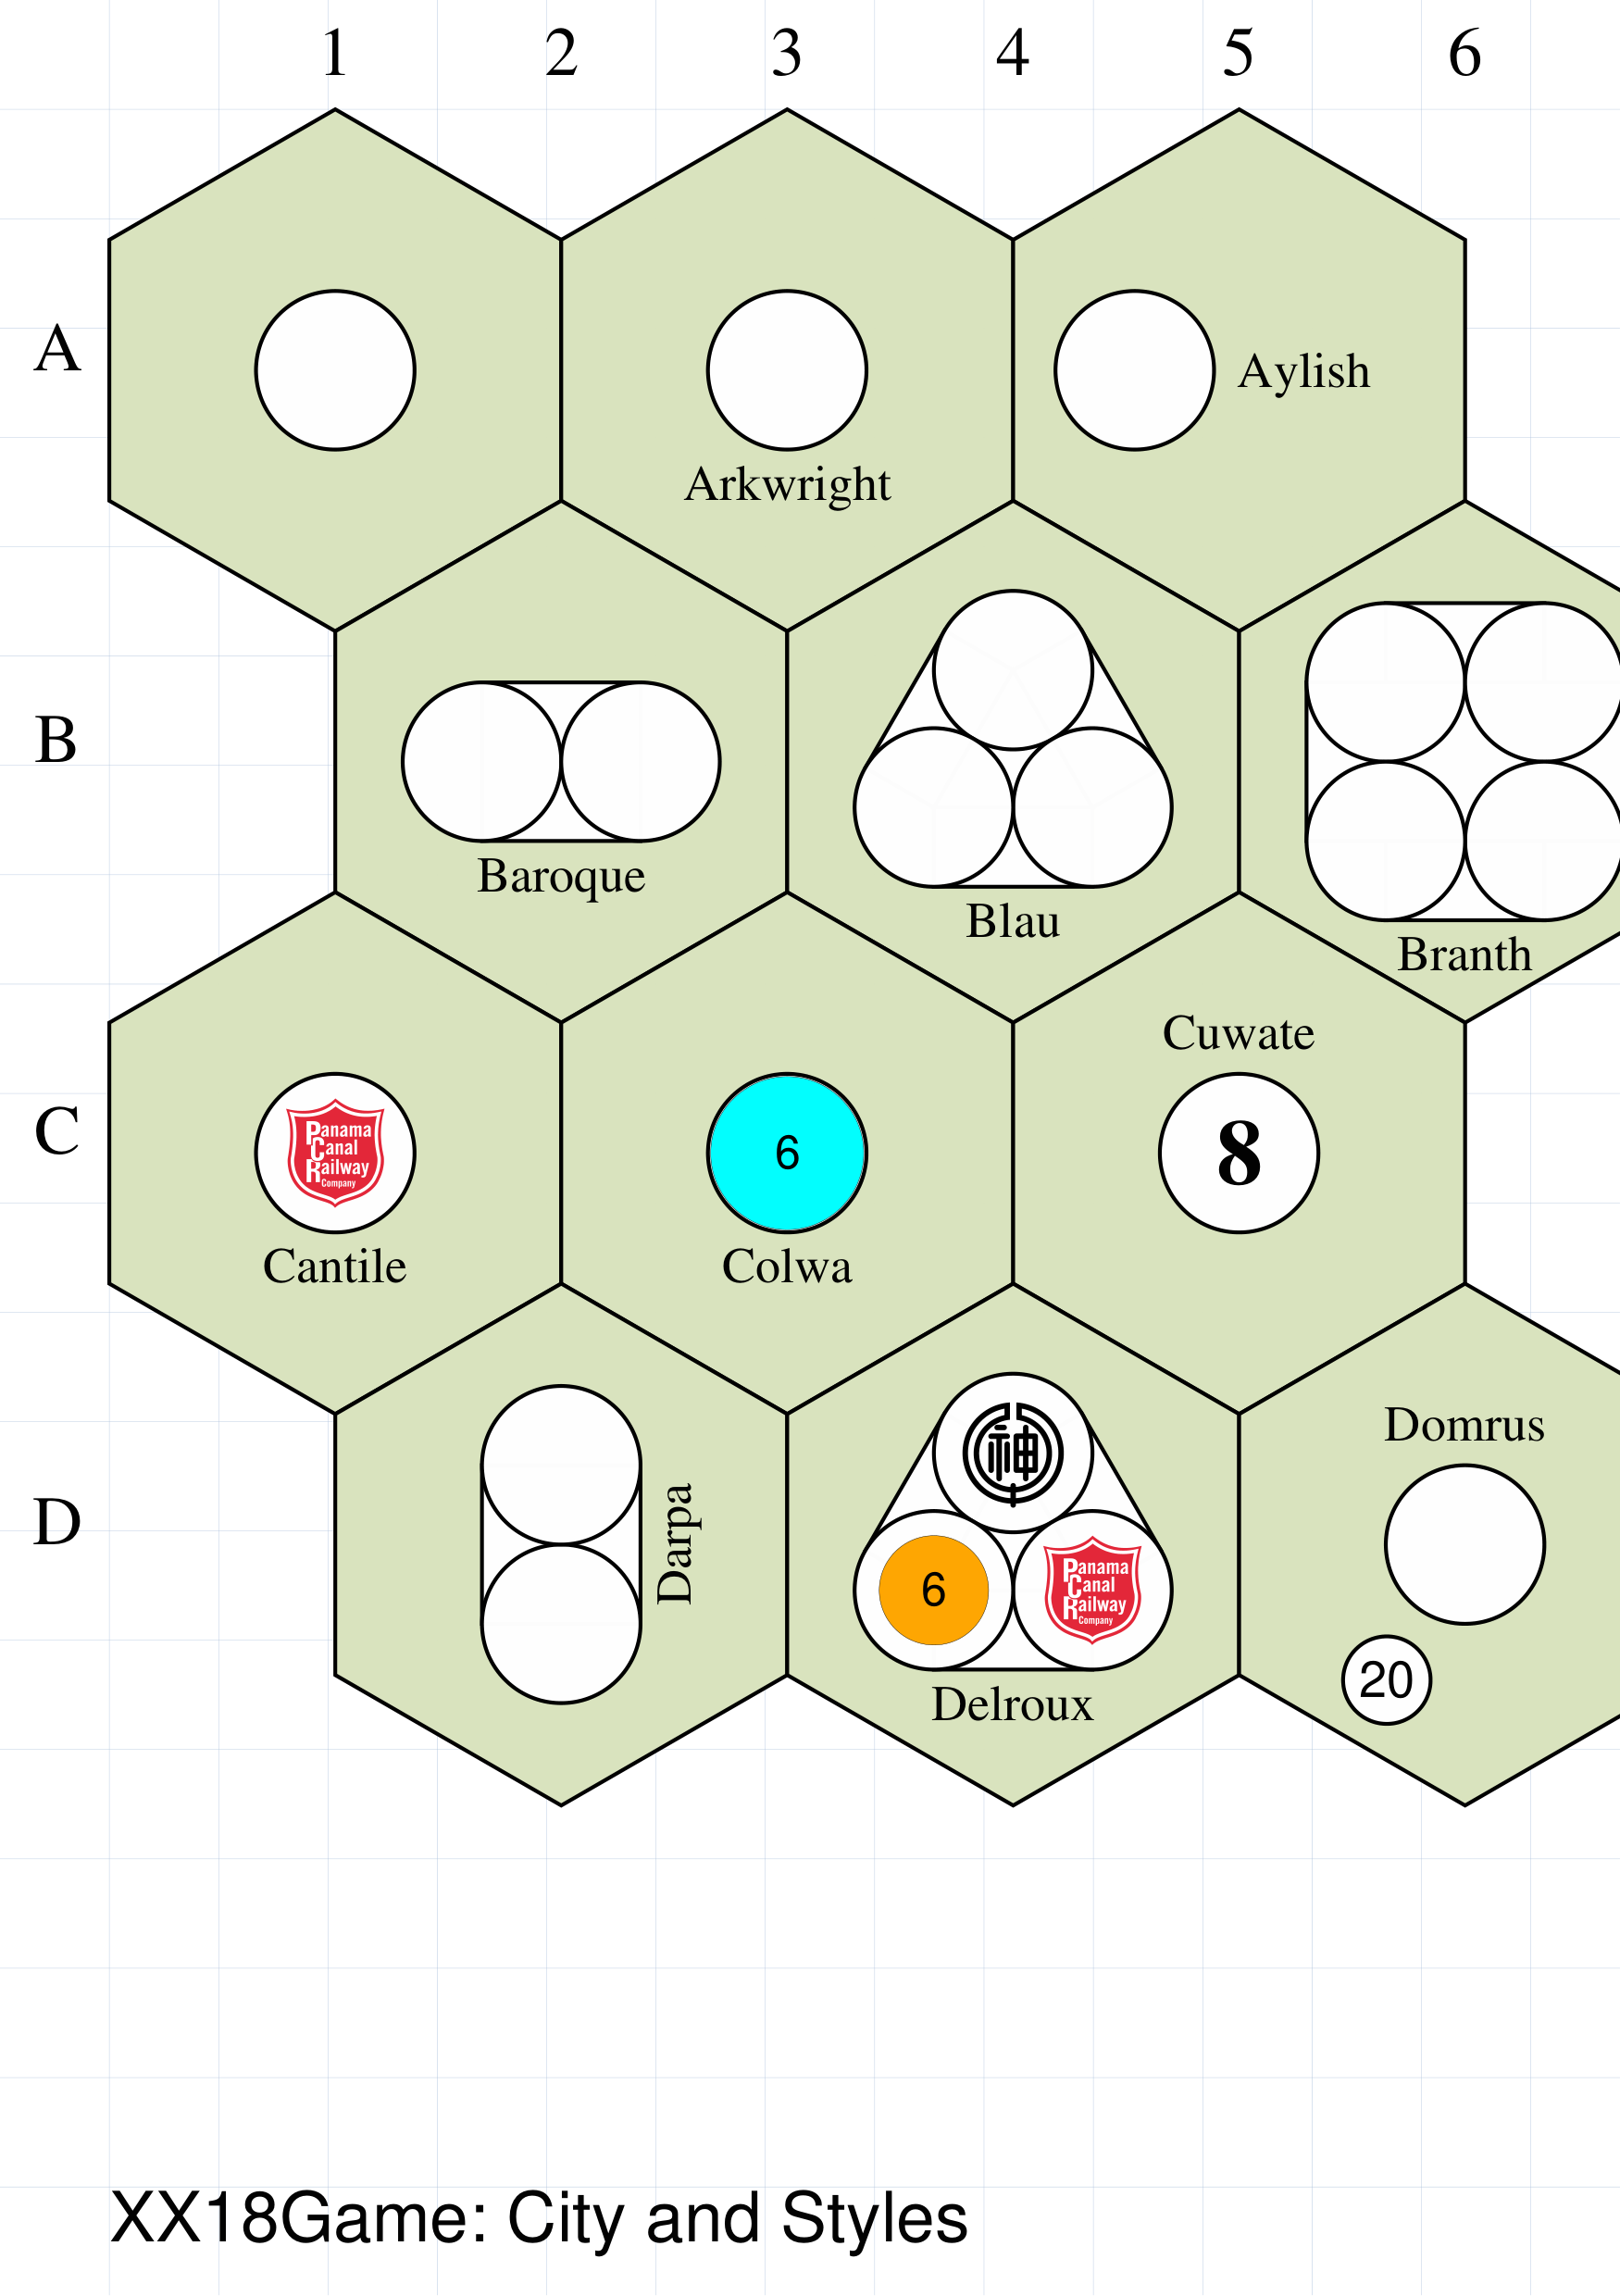 1 2 3 4 5 6
A
Aylish
Arkwright
B
Baroque
Blau
Branth
C
Cuwate
Panama
Canal
Railway
Company
6
8
Cantile
Colwa
D
Domrus
Darpa
神
6
Panama
Canal
Railway
Company
20
Delroux
XX18Game: City and Styles